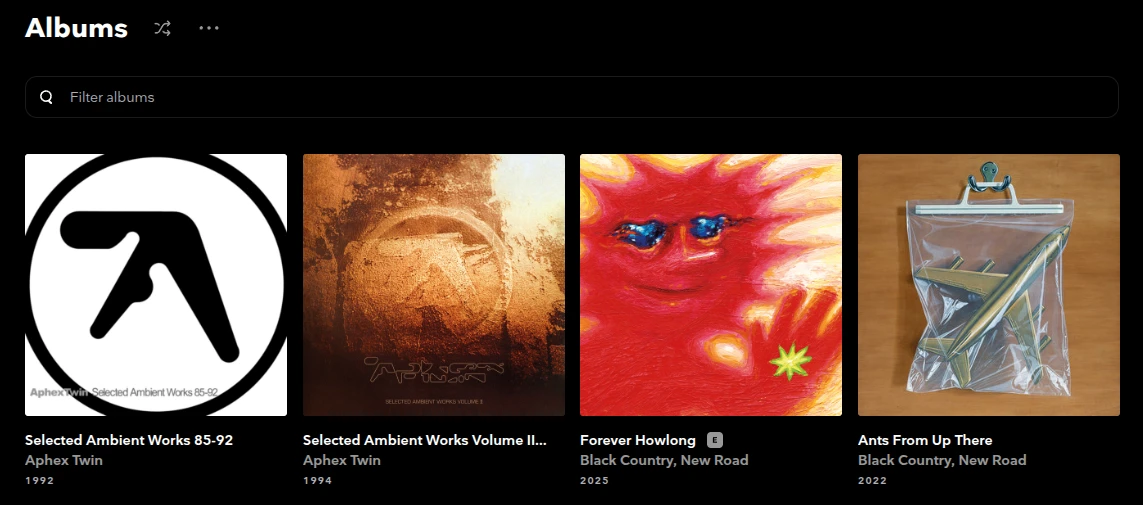 Albums
Filter albums
AphexTwin Selected Ambient Works 85-92
SELECTED AMBIENT WORKS VOLUME II
Selected Ambient Works 85-92
Aphex Twin
1992
Selected Ambient Works Volume II...
Aphex Twin
1994
Forever Howlong E
Black Country, New Road
2025
Ants From Up There
Black Country, New Road
2022